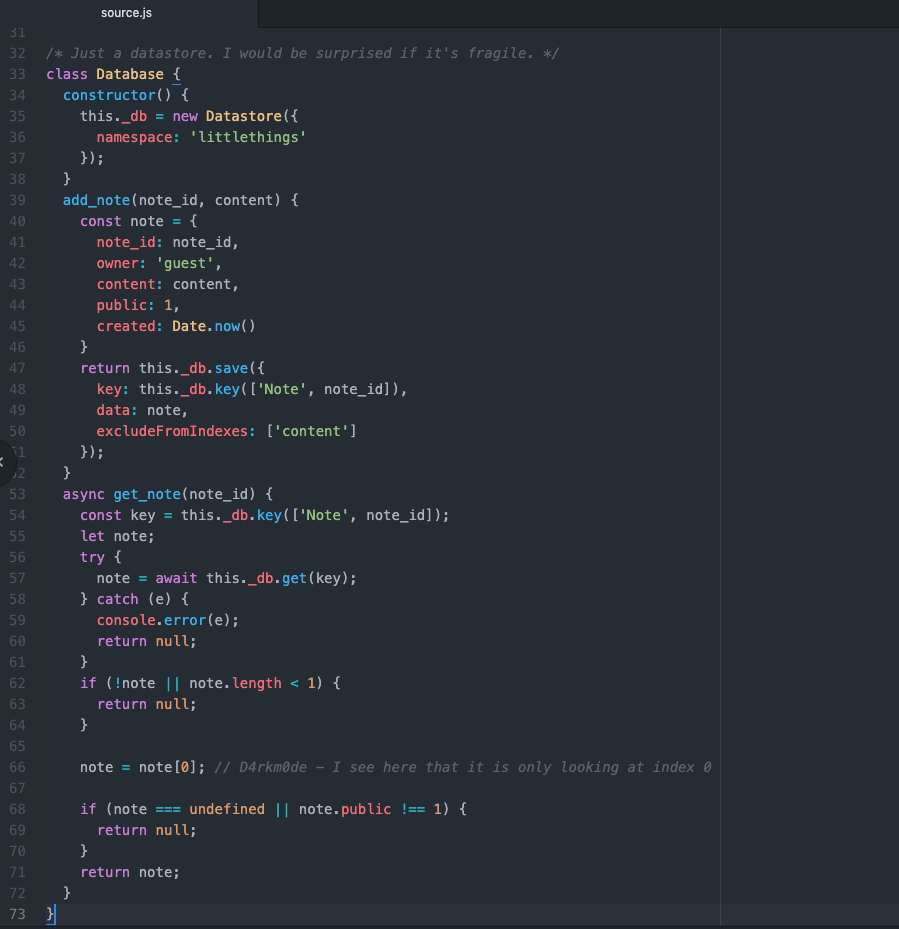 source.js
31
32 /* Just a datastore. I would be surprised if it's fragile. */
33 class Database {
34   constructor() {
35     this._db = new Datastore({
36       namespace: 'littlethings'
37     });
38   }
39   add_note(note_id, content) {
40     const note = {
41       note_id: note_id,
42       owner: 'guest',
43       content: content,
44       public: 1,
45       created: Date.now()
46     }
47     return this._db.save({
48       key: this._db.key(['Note', note_id]),
49       data: note,
50       excludeFromIndexes: ['content']
51     });
52   }
53   async get_note(note_id) {
54     const key = this._db.key(['Note', note_id]);
55     let note;
56     try {
57       note = await this._db.get(key);
58     } catch (e) {
59       console.error(e);
60       return null;
61     }
62     if (!note || note.length < 1) {
63       return null;
64     }
65
66     note = note[0]; // D4rkm0de – I see here that it is only looking at index 0
67
68     if (note === undefined || note.public !== 1) {
69       return null;
70     }
71     return note;
72   }
73 }